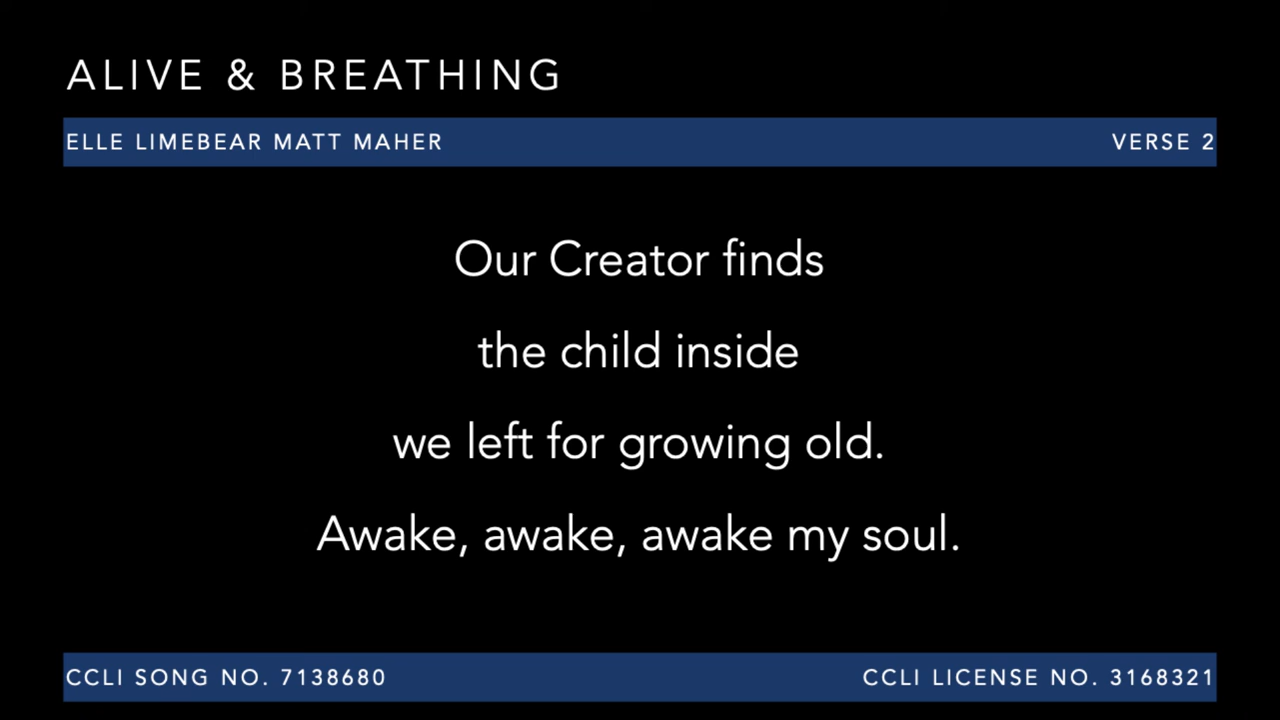 ALIVE & BREATHING
ELLE LIMEBEAR MATT MAHER VERSE 2
Our Creator finds
the child inside
we left for growing old.
Awake, awake, awake my soul.
CCLI SONG NO. 7138680 CCLI LICENSE NO. 3168321